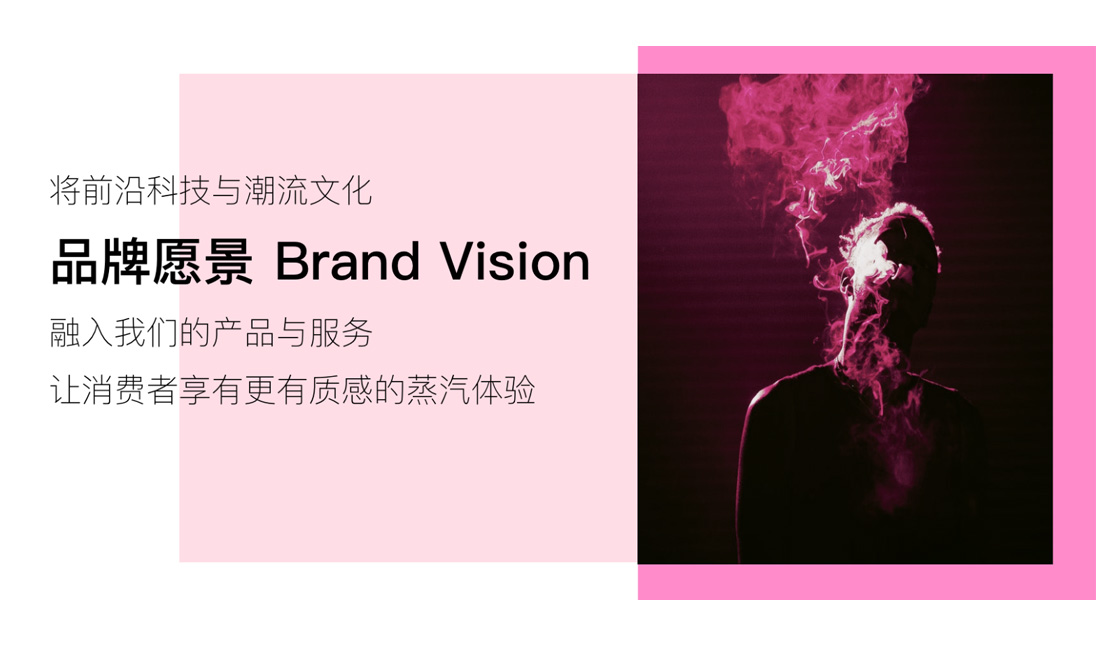 将前沿科技与潮流文化
品牌愿景 Brand Vision
融入我们的产品与服务
让消费者享有更有质感的蒸汽体验